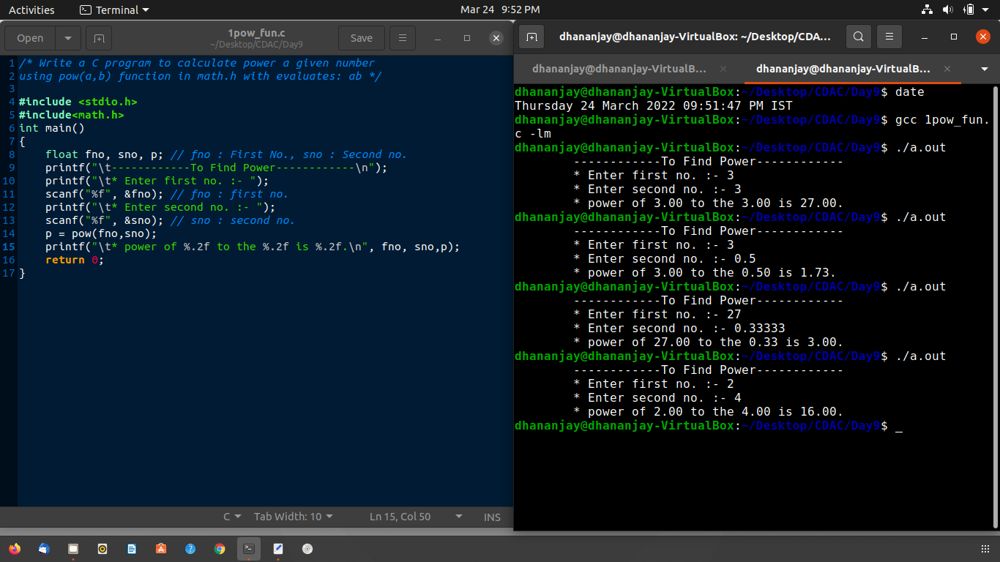 Activities Terminal Mar 24 9:52 PM
Open 1pow_fun.c Save
~/Desktop/CDAC/Day9
1 /* Write a C program to calculate power a given number
2 using pow(a,b) function in math.h with evaluates: ab */
3
4 #include <stdio.h>
5 #include<math.h>
6 int main()
7 {
8 float fno, sno, p; // fno : First No., sno : Second no.
9 printf("\t------------To Find Power------------\n");
10 printf("\t* Enter first no. :- ");
11 scanf("%f", &fno); // fno : first no.
12 printf("\t* Enter second no. :- ");
13 scanf("%f", &sno); // sno : second no.
14 p = pow(fno,sno);
15 printf("\t* power of %.2f to the %.2f is %.2f.\n", fno, sno,p);
16 return 0;
17 }
C Tab Width: 10 Ln 15, Col 50 INS
dhananjay@dhananjay-VirtualBox: ~/Desktop/CDA...
dhananjay@dhananjay-VirtualB... dhananjay@dhananjay-VirtualB...
dhananjay@dhananjay-VirtualBox:~/Desktop/CDAC/Day9$ date
Thursday 24 March 2022 09:51:47 PM IST
dhananjay@dhananjay-VirtualBox:~/Desktop/CDAC/Day9$ gcc 1pow_fun.
c -lm
dhananjay@dhananjay-VirtualBox:~/Desktop/CDAC/Day9$ ./a.out
------------To Find Power------------
* Enter first no. :- 3
* Enter second no. :- 3
* power of 3.00 to the 3.00 is 27.00.
dhananjay@dhananjay-VirtualBox:~/Desktop/CDAC/Day9$ ./a.out
------------To Find Power------------
* Enter first no. :- 3
* Enter second no. :- 0.5
* power of 3.00 to the 0.50 is 1.73.
dhananjay@dhananjay-VirtualBox:~/Desktop/CDAC/Day9$ ./a.out
------------To Find Power------------
* Enter first no. :- 27
* Enter second no. :- 0.33333
* power of 27.00 to the 0.33 is 3.00.
dhananjay@dhananjay-VirtualBox:~/Desktop/CDAC/Day9$ ./a.out
------------To Find Power------------
* Enter first no. :- 2
* Enter second no. :- 4
* power of 2.00 to the 4.00 is 16.00.
dhananjay@dhananjay-VirtualBox:~/Desktop/CDAC/Day9$ _